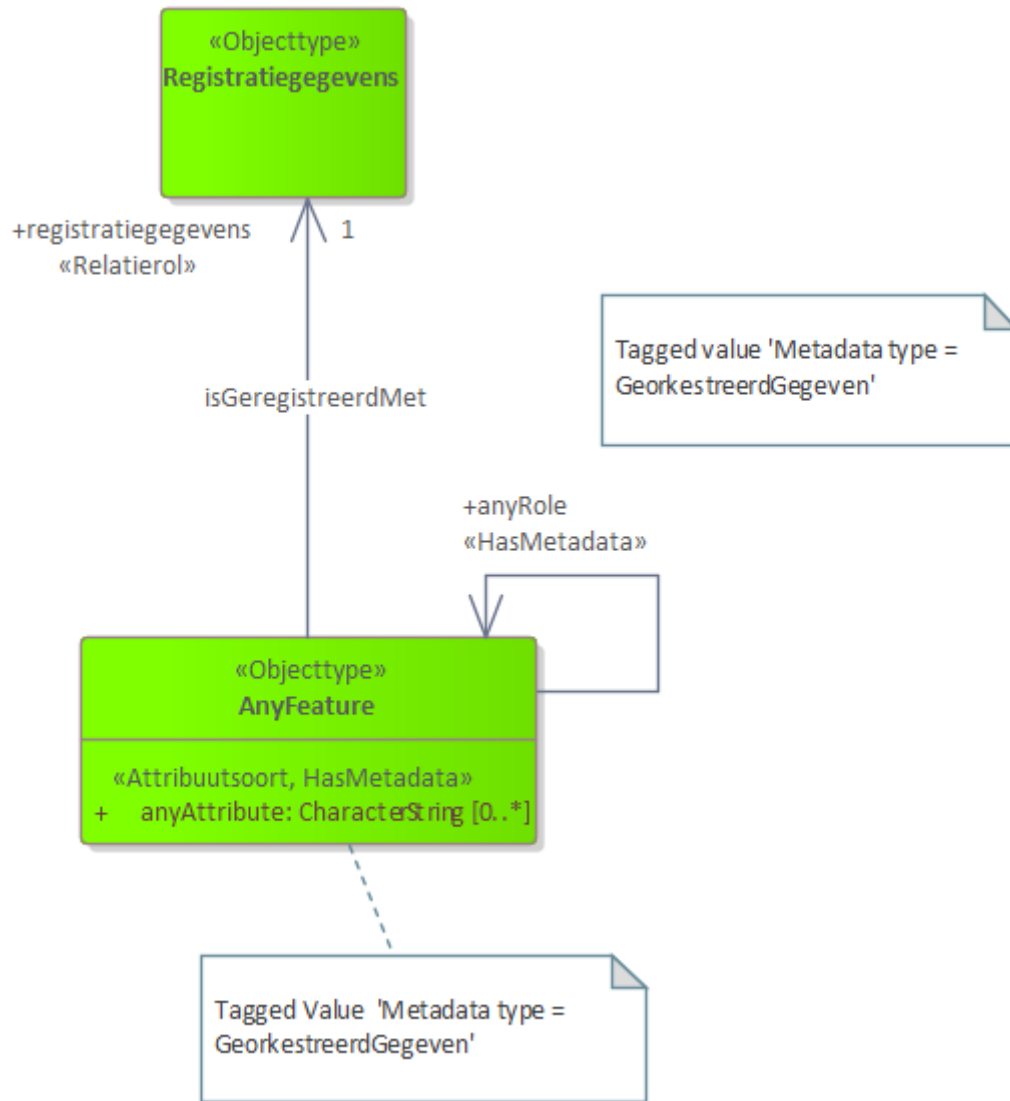 «Objecttype»
Registratiegegevens
+registratiegegevens 1
«Relatierol»
Tagged value 'Metadata type =
GeorkestreerdGegeven'
isGeregistreerdMet
+anyRole
«HasMetadata»
«Objecttype»
AnyFeature
«Attribuutsoort, HasMetadata»
+ anyAttribute: CharacterString [0..*]
Tagged Value 'Metadata type =
GeorkestreerdGegeven'